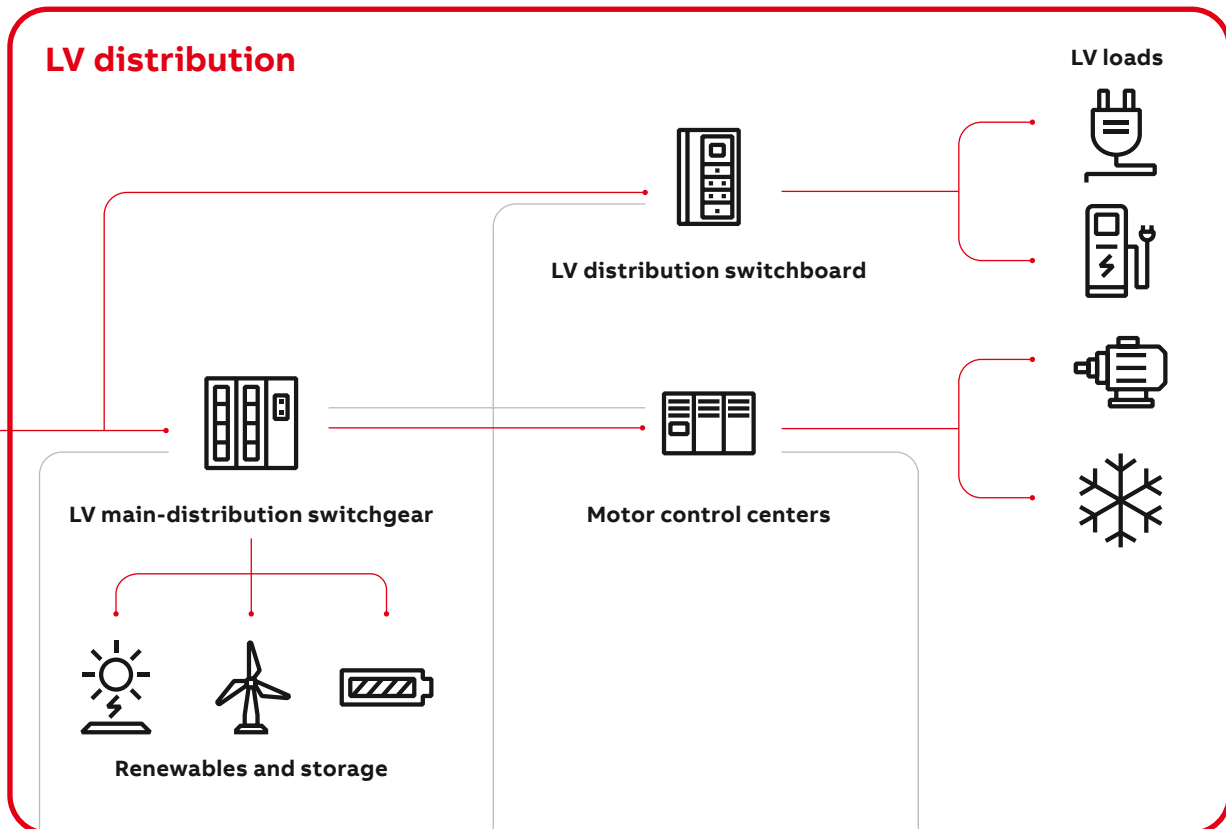 LV distribution
LV loads
LV distribution switchboard
LV main-distribution switchgear
Motor control centers
Renewables and storage